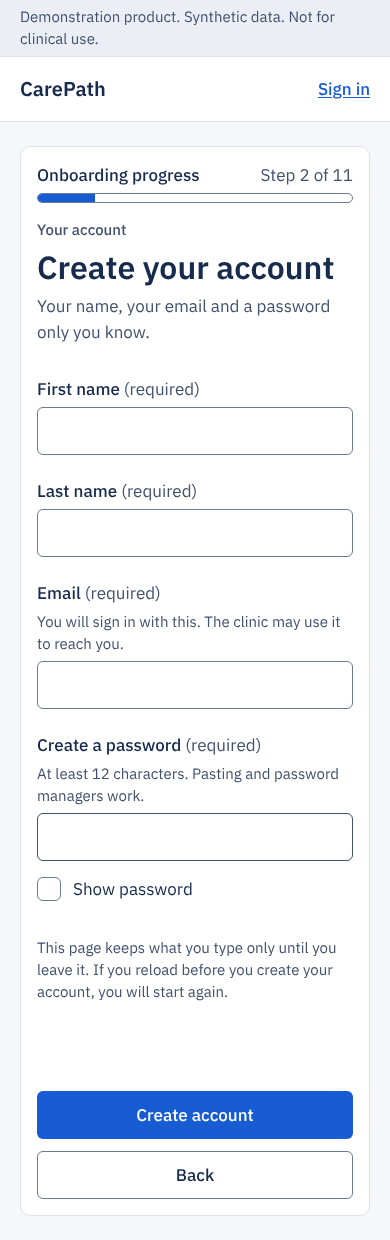 Demonstration product. Synthetic data. Not for
clinical use.
CarePath
Sign in
Onboarding progress
Step 2 of 11
Your account
Create your account
Your name, your email and a password
only you know.
First name (required)
Last name (required)
Email (required)
You will sign in with this. The clinic may use it
to reach you.
Create a password (required)
At least 12 characters. Pasting and password
managers work.
Show password
This page keeps what you type only until you
leave it. If you reload before you create your
account, you will start again.
Create account
Back